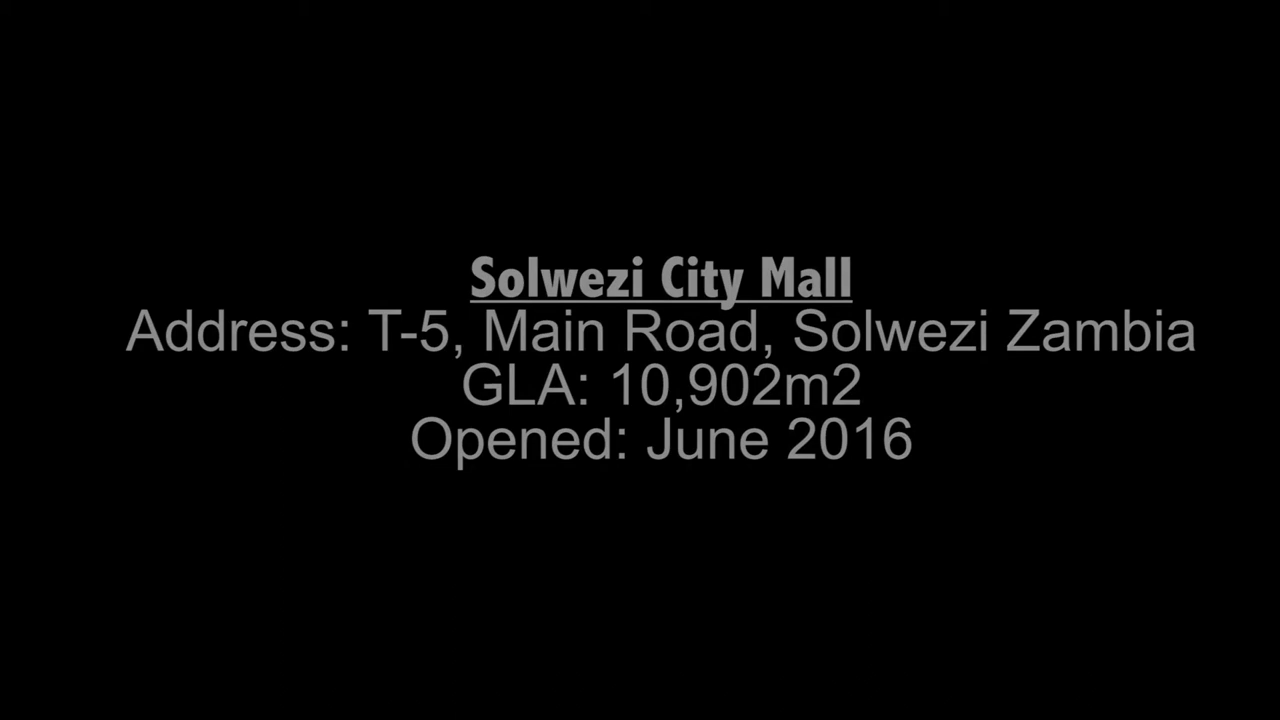 Solwezi City Mall
Address: T-5, Main Road, Solwezi Zambia
GLA: 10,902m2
Opened: June 2016